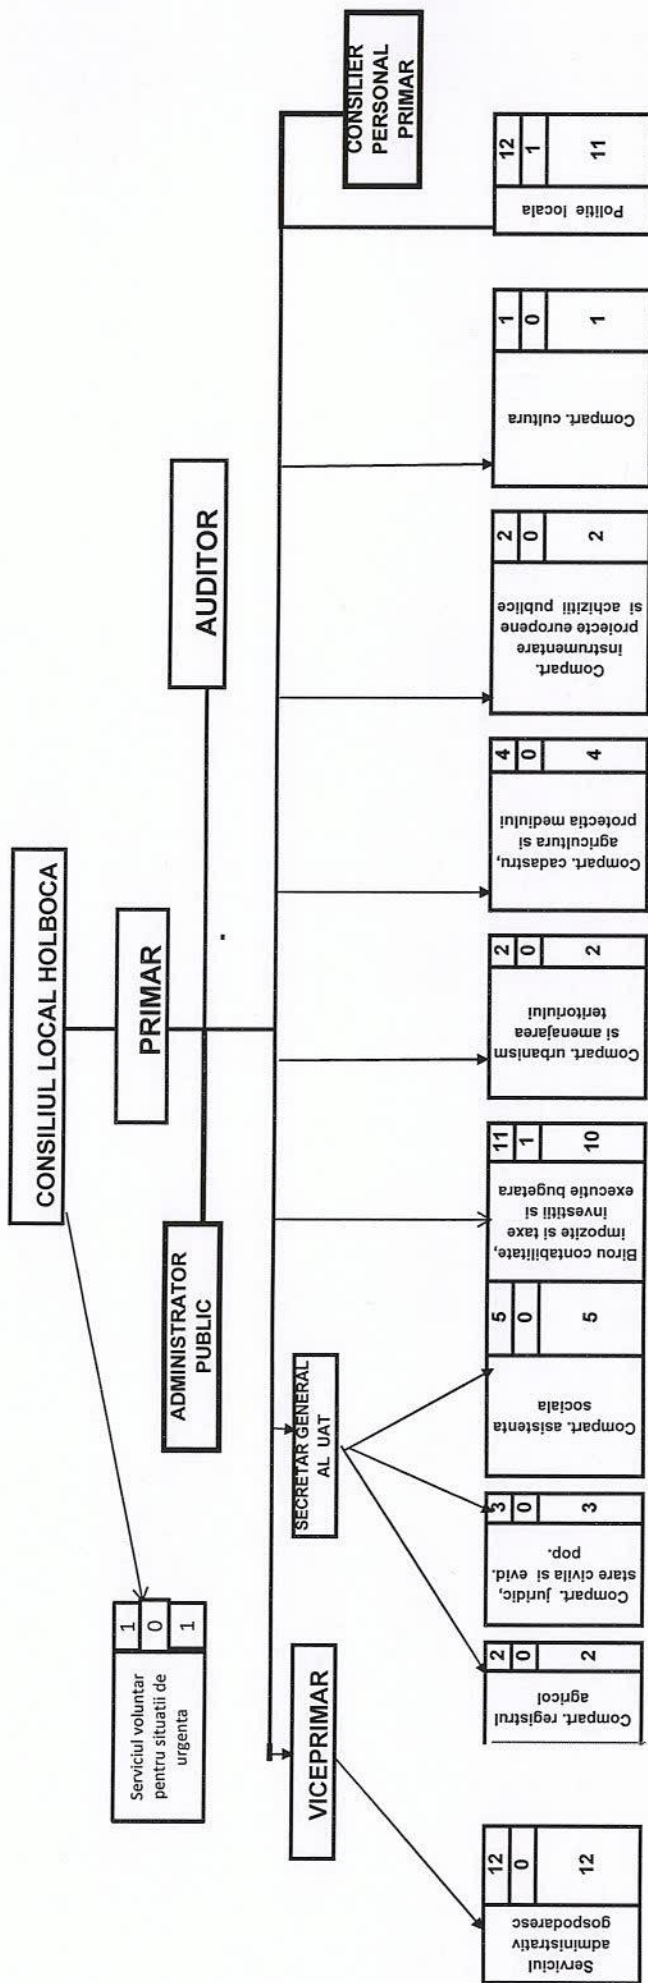 CONSILIUL LOCAL HOLBOCA
PRIMAR
ADMINISTRATOR
PUBLIC
AUDITOR
Serviciul voluntar
pentru situatii de
urgenta
1
0
1
VICEPRIMAR
SECRETAR GENERAL
AL UAT
CONSILIER
PERSONAL
PRIMAR
Serviciul
administrativ
gospodaresc
12
0
12
Compart. registrul
agricol
2
0
2
Compart. juridic,
stare civila si evid.
pop.
3
0
3
Compart. asistenta
sociala
5
0
5
Birou contabilitate,
impozite si taxe
investitii si
executie bugetara
11
1
10
Compart. urbanism
si amenajarea
teritoriului
2
0
2
Compart. cadastru,
agricultura si
protectia mediului
4
0
4
Compart.
instrumentare
proiecte europene
si achizitii publice
2
0
2
Compart. cultura
1
0
1
Politie locala
12
1
11